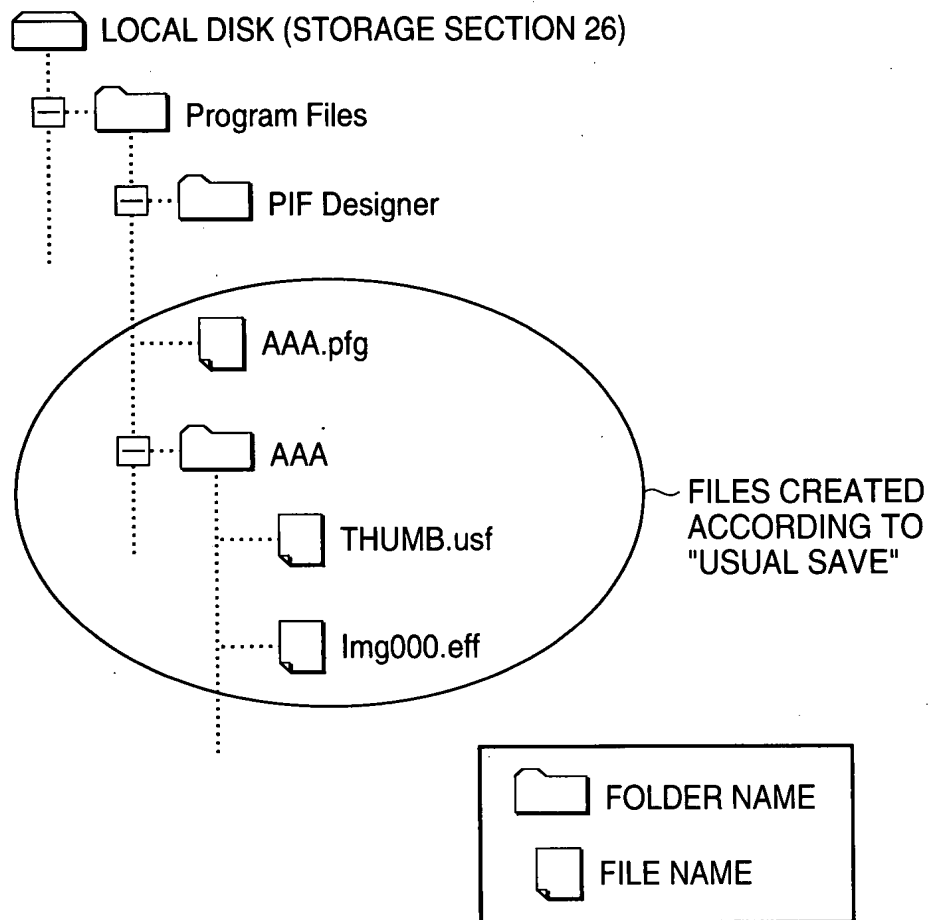 LOCAL DISK (STORAGE SECTION 26)
Program Files
PIF Designer
AAA.pfg
AAA
THUMB.usf
Img000.eff
FILES CREATED
ACCORDING TO
"USUAL SAVE"
FOLDER NAME
FILE NAME